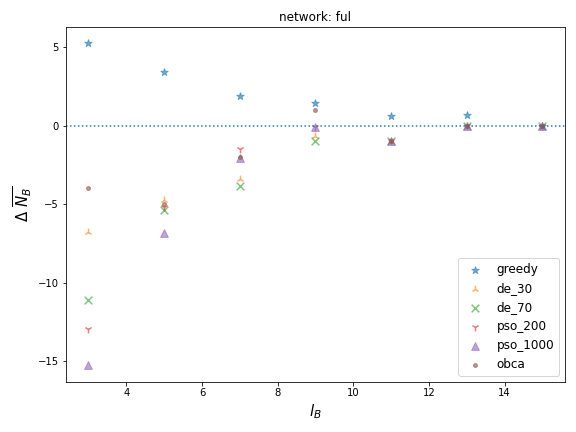 network: ful
5
0
−5
−10
−15
Δ N̅_B
4
6
8
10
12
14
l_B
greedy
de_30
de_70
pso_200
pso_1000
obca